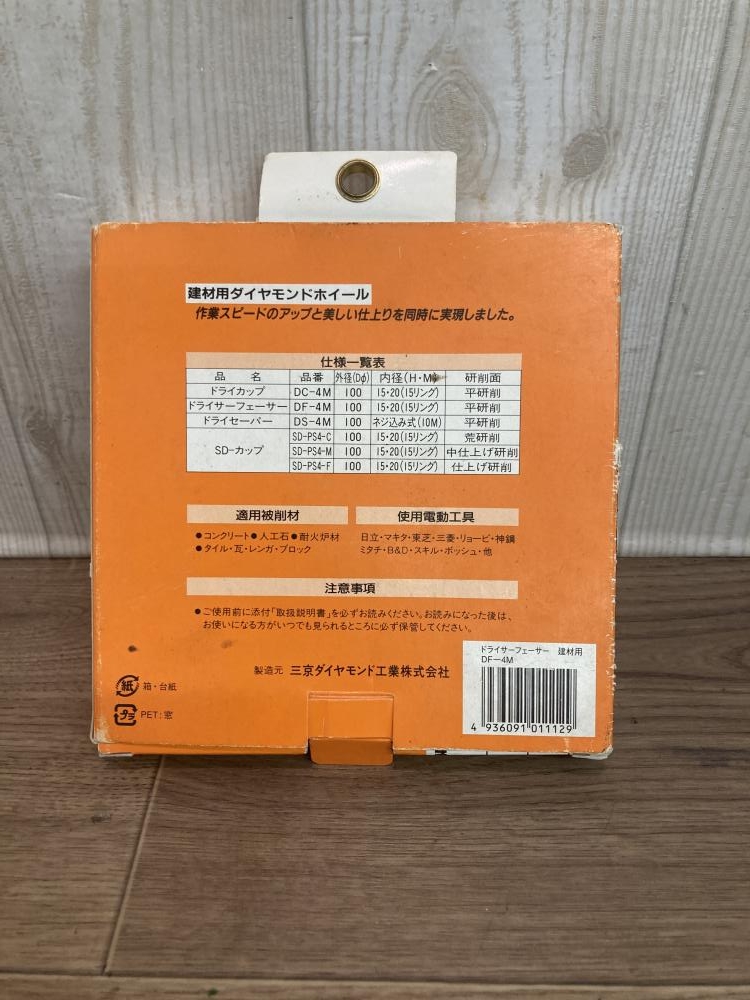 建材用ダイヤモンドホイール
作業スピードのアップと美しい仕上りを同時に実現しました。
仕様一覧表
品名 品番 外径(Dφ) 内径(H・M) 研削面
ドライカップ DC-4M 100 15・20(15リング) 平研削
ドライサーフェーサー DF-4M 100 15・20(15リング) 平研削
ドライセーバー DS-4M 100 ネジ込み式(10M) 平研削
SD-カップ SD-PS4-C 100 15・20(15リング) 荒研削
SD-PS4-M 100 15・20(15リング) 中仕上げ研削
SD-PS4-F 100 15・20(15リング) 仕上げ研削
適用被削材
●コンクリート●人工石●耐火炉材
●タイル・瓦・レンガ・ブロック
使用電動工具
日立・マキタ・東芝・三菱・リョービ・神鋼
ミタチ・B&D・スキル・ボッシュ・他
注意事項
●ご使用前に添付「取扱説明書」を必ずお読みください。お読みになった後は、
お使いになる方がいつでも見られるところに必ず保管してください。
製造元 三京ダイヤモンド工業株式会社
紙 箱・台紙
プラ PET:窓
ドライサーフェーサー 建材用
DF-4M
4 936091 011129